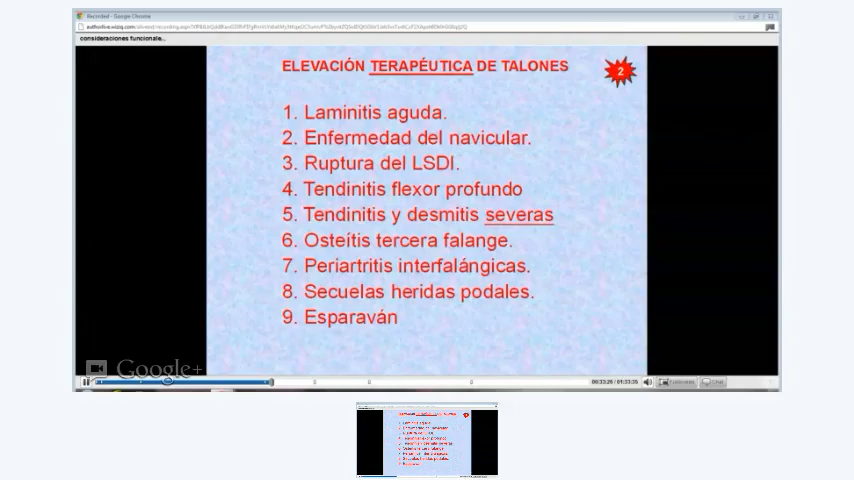 Recorded - Google Chrome
consideraciones funcionale...
ELEVACIÓN TERAPÉUTICA DE TALONES
2
1. Laminitis aguda.
2. Enfermedad del navicular.
3. Ruptura del LSDI.
4. Tendinitis flexor profundo
5. Tendinitis y desmitis severas
6. Osteítis tercera falange.
7. Periartritis interfalángicas.
8. Secuelas heridas podales.
9. Esparaván
Google+
00:33:26 / 01:33:35
Chat